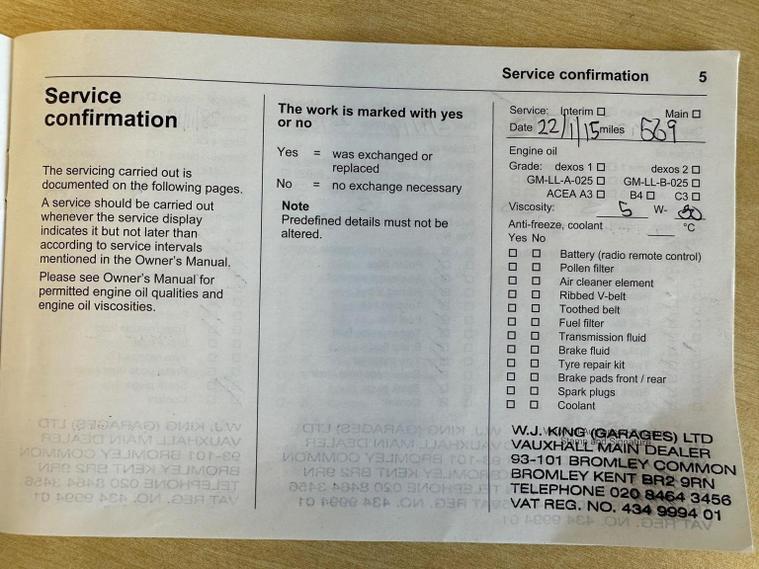 Service confirmation 5
Service
confirmation
The servicing carried out is
documented on the following pages.
A service should be carried out
whenever the service display
indicates it but not later than
according to service intervals
mentioned in the Owner's Manual.
Please see Owner's Manual for
permitted engine oil qualities and
engine oil viscosities.
The work is marked with yes
or no
Yes = was exchanged or
replaced
No = no exchange necessary
Note
Predefined details must not be
altered.
Service: Interim ☐ Main ☐
Date 22/1/15 miles 569
Engine oil
Grade: dexos 1 ☐ dexos 2 ☐
GM-LL-A-025 ☐ GM-LL-B-025 ☐
ACEA A3 ☐ B4 ☐ C3 ☐
Viscosity: 5 W- 30
Anti-freeze, coolant °C
Yes No
☐ ☐ Battery (radio remote control)
☐ ☐ Pollen filter
☐ ☐ Air cleaner element
☐ ☐ Ribbed V-belt
☐ ☐ Toothed belt
☐ ☐ Fuel filter
☐ ☐ Transmission fluid
☐ ☐ Brake fluid
☐ ☐ Tyre repair kit
☐ ☐ Brake pads front / rear
☐ ☐ Spark plugs
☐ ☐ Coolant
W.J. KING (GARAGES) LTD
Stamp and Signature
VAUXHALL MAIN DEALER
93-101 BROMLEY COMMON
BROMLEY KENT BR2 9RN
TELEPHONE 020 8464 3456
VAT REG. NO. 434 9994 01